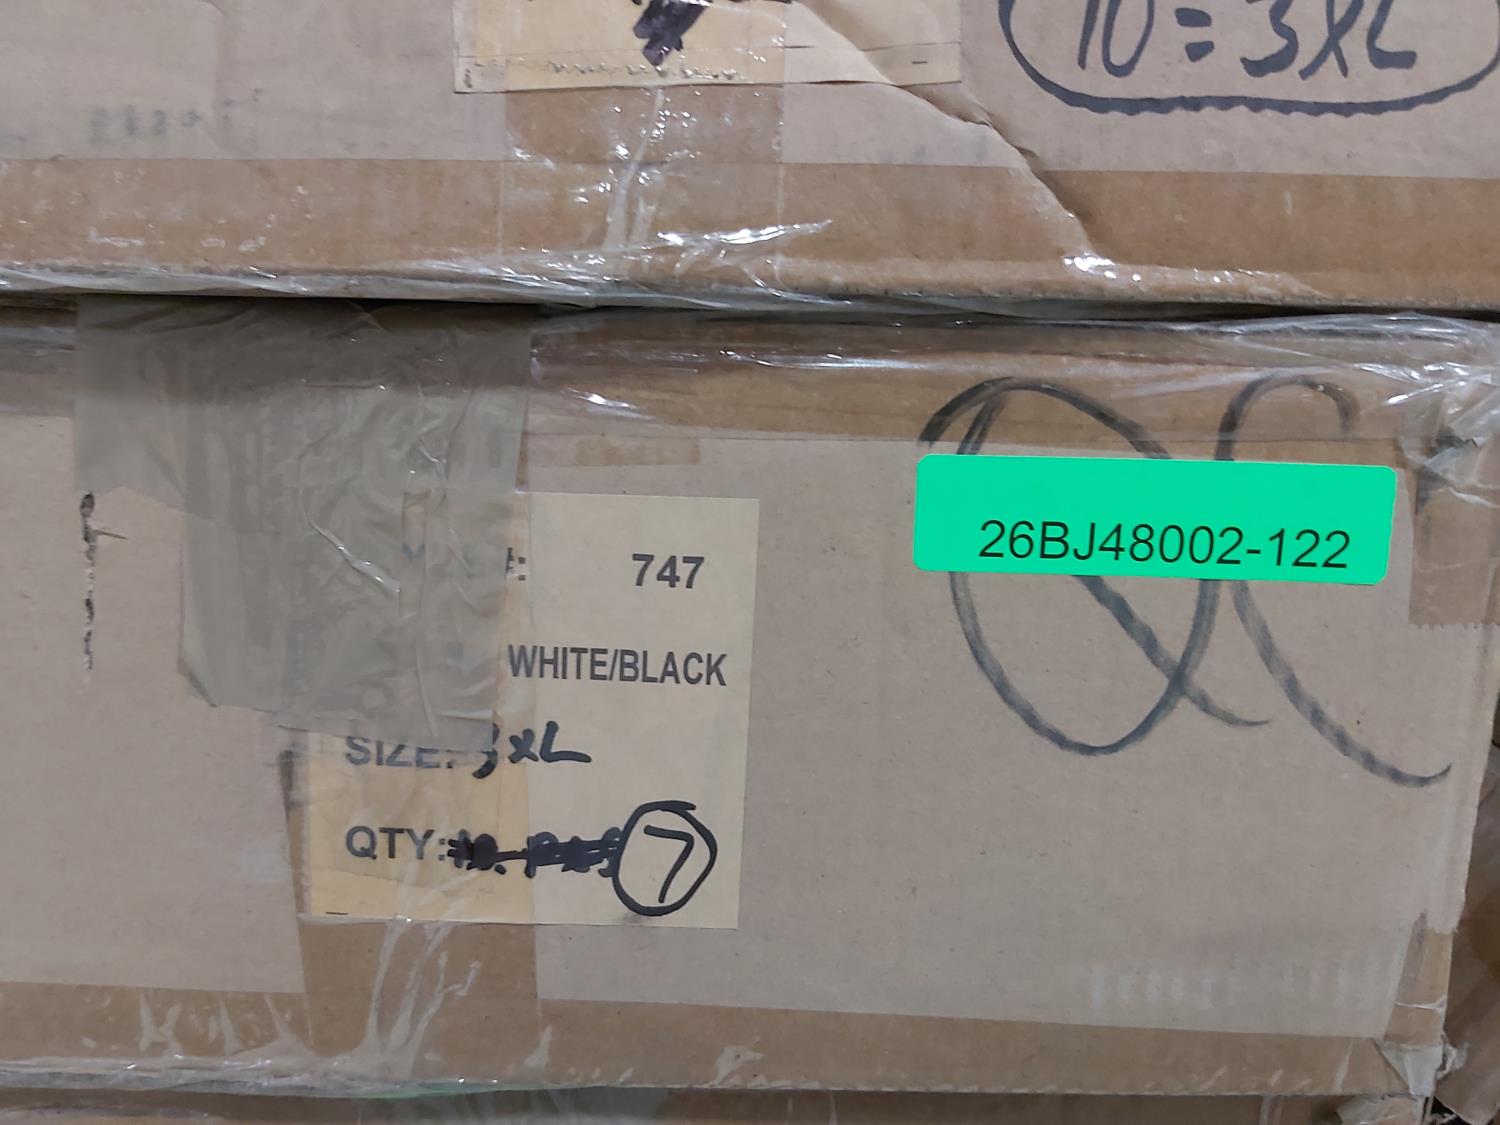 10 = 3XL
26BJ48002-122
#: 747
WHITE/BLACK
SIZE: 3XL
QTY: 7